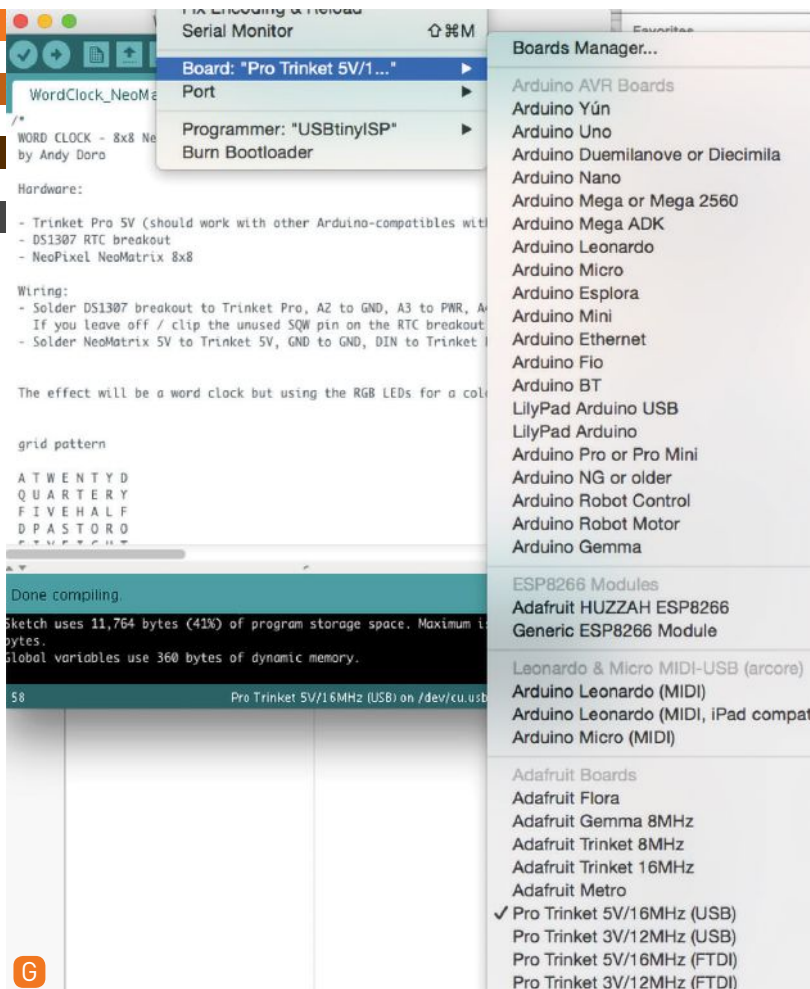 Fix Encoding & Reload
Serial Monitor ⇧⌘M
Board: "Pro Trinket 5V/1..."
Port
Programmer: "USBtinyISP"
Burn Bootloader
WordClock_NeoMa
/*
WORD CLOCK - 8x8 Ne
by Andy Doro
Hardware:
- Trinket Pro 5V (should work with other Arduino-compatibles wit
- DS1307 RTC breakout
- NeoPixel NeoMatrix 8x8
Wiring:
- Solder DS1307 breakout to Trinket Pro, A2 to GND, A3 to PWR, A4
If you leave off / clip the unused SQW pin on the RTC breakout
- Solder NeoMatrix 5V to Trinket 5V, GND to GND, DIN to Trinket
The effect will be a word clock but using the RGB LEDs for a col
grid pattern
A T W E N T Y D
Q U A R T E R Y
F I V E H A L F
D P A S T O R O
Done compiling.
Sketch uses 11,764 bytes (41%) of program storage space. Maximum i
bytes.
Global variables use 360 bytes of dynamic memory.
58 Pro Trinket 5V/16MHz (USB) on /dev/cu.usb
Favorites
Boards Manager...
Arduino AVR Boards
Arduino Yún
Arduino Uno
Arduino Duemilanove or Diecimila
Arduino Nano
Arduino Mega or Mega 2560
Arduino Mega ADK
Arduino Leonardo
Arduino Micro
Arduino Esplora
Arduino Mini
Arduino Ethernet
Arduino Fio
Arduino BT
LilyPad Arduino USB
LilyPad Arduino
Arduino Pro or Pro Mini
Arduino NG or older
Arduino Robot Control
Arduino Robot Motor
Arduino Gemma
ESP8266 Modules
Adafruit HUZZAH ESP8266
Generic ESP8266 Module
Leonardo & Micro MIDI-USB (arcore)
Arduino Leonardo (MIDI)
Arduino Leonardo (MIDI, iPad compat
Arduino Micro (MIDI)
Adafruit Boards
Adafruit Flora
Adafruit Gemma 8MHz
Adafruit Trinket 8MHz
Adafruit Trinket 16MHz
Adafruit Metro
✓ Pro Trinket 5V/16MHz (USB)
Pro Trinket 3V/12MHz (USB)
Pro Trinket 5V/16MHz (FTDI)
Pro Trinket 3V/12MHz (FTDI)
G